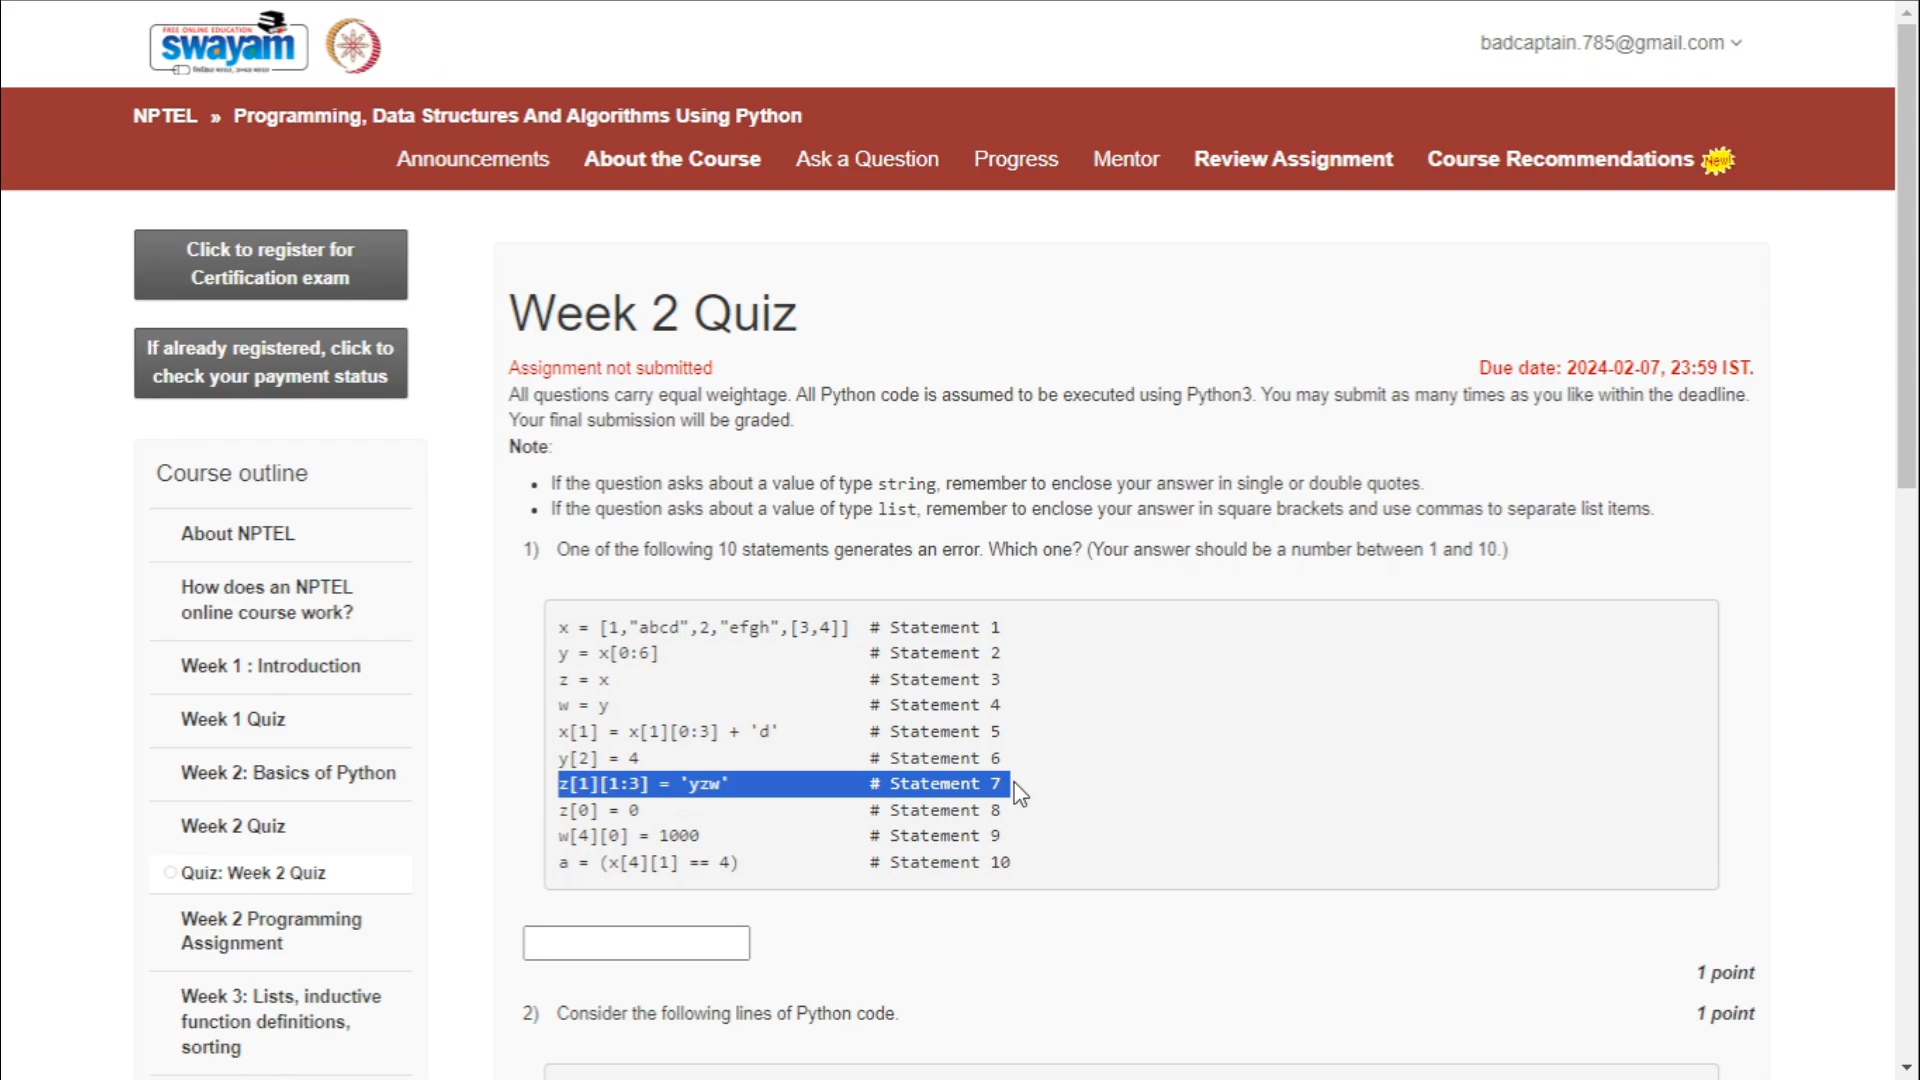 FREE ONLINE EDUCATION
swayam
badcaptain.785@gmail.com
NPTEL » Programming, Data Structures And Algorithms Using Python
Announcements About the Course Ask a Question Progress Mentor Review Assignment Course Recommendations New!
Click to register for
Certification exam
If already registered, click to
check your payment status
Course outline
About NPTEL
How does an NPTEL
online course work?
Week 1 : Introduction
Week 1 Quiz
Week 2: Basics of Python
Week 2 Quiz
Quiz: Week 2 Quiz
Week 2 Programming
Assignment
Week 3: Lists, inductive
function definitions,
sorting
Week 2 Quiz
Assignment not submitted Due date: 2024-02-07, 23:59 IST.
All questions carry equal weightage. All Python code is assumed to be executed using Python3. You may submit as many times as you like within the deadline.
Your final submission will be graded.
Note:
• If the question asks about a value of type string, remember to enclose your answer in single or double quotes.
• If the question asks about a value of type list, remember to enclose your answer in square brackets and use commas to separate list items.
1) One of the following 10 statements generates an error. Which one? (Your answer should be a number between 1 and 10.)
x = [1,"abcd",2,"efgh",[3,4]] # Statement 1
y = x[0:6] # Statement 2
z = x # Statement 3
w = y # Statement 4
x[1] = x[1][0:3] + 'd' # Statement 5
y[2] = 4 # Statement 6
z[1][1:3] = 'yzw' # Statement 7
z[0] = 0 # Statement 8
w[4][0] = 1000 # Statement 9
a = (x[4][1] == 4) # Statement 10
1 point
2) Consider the following lines of Python code. 1 point